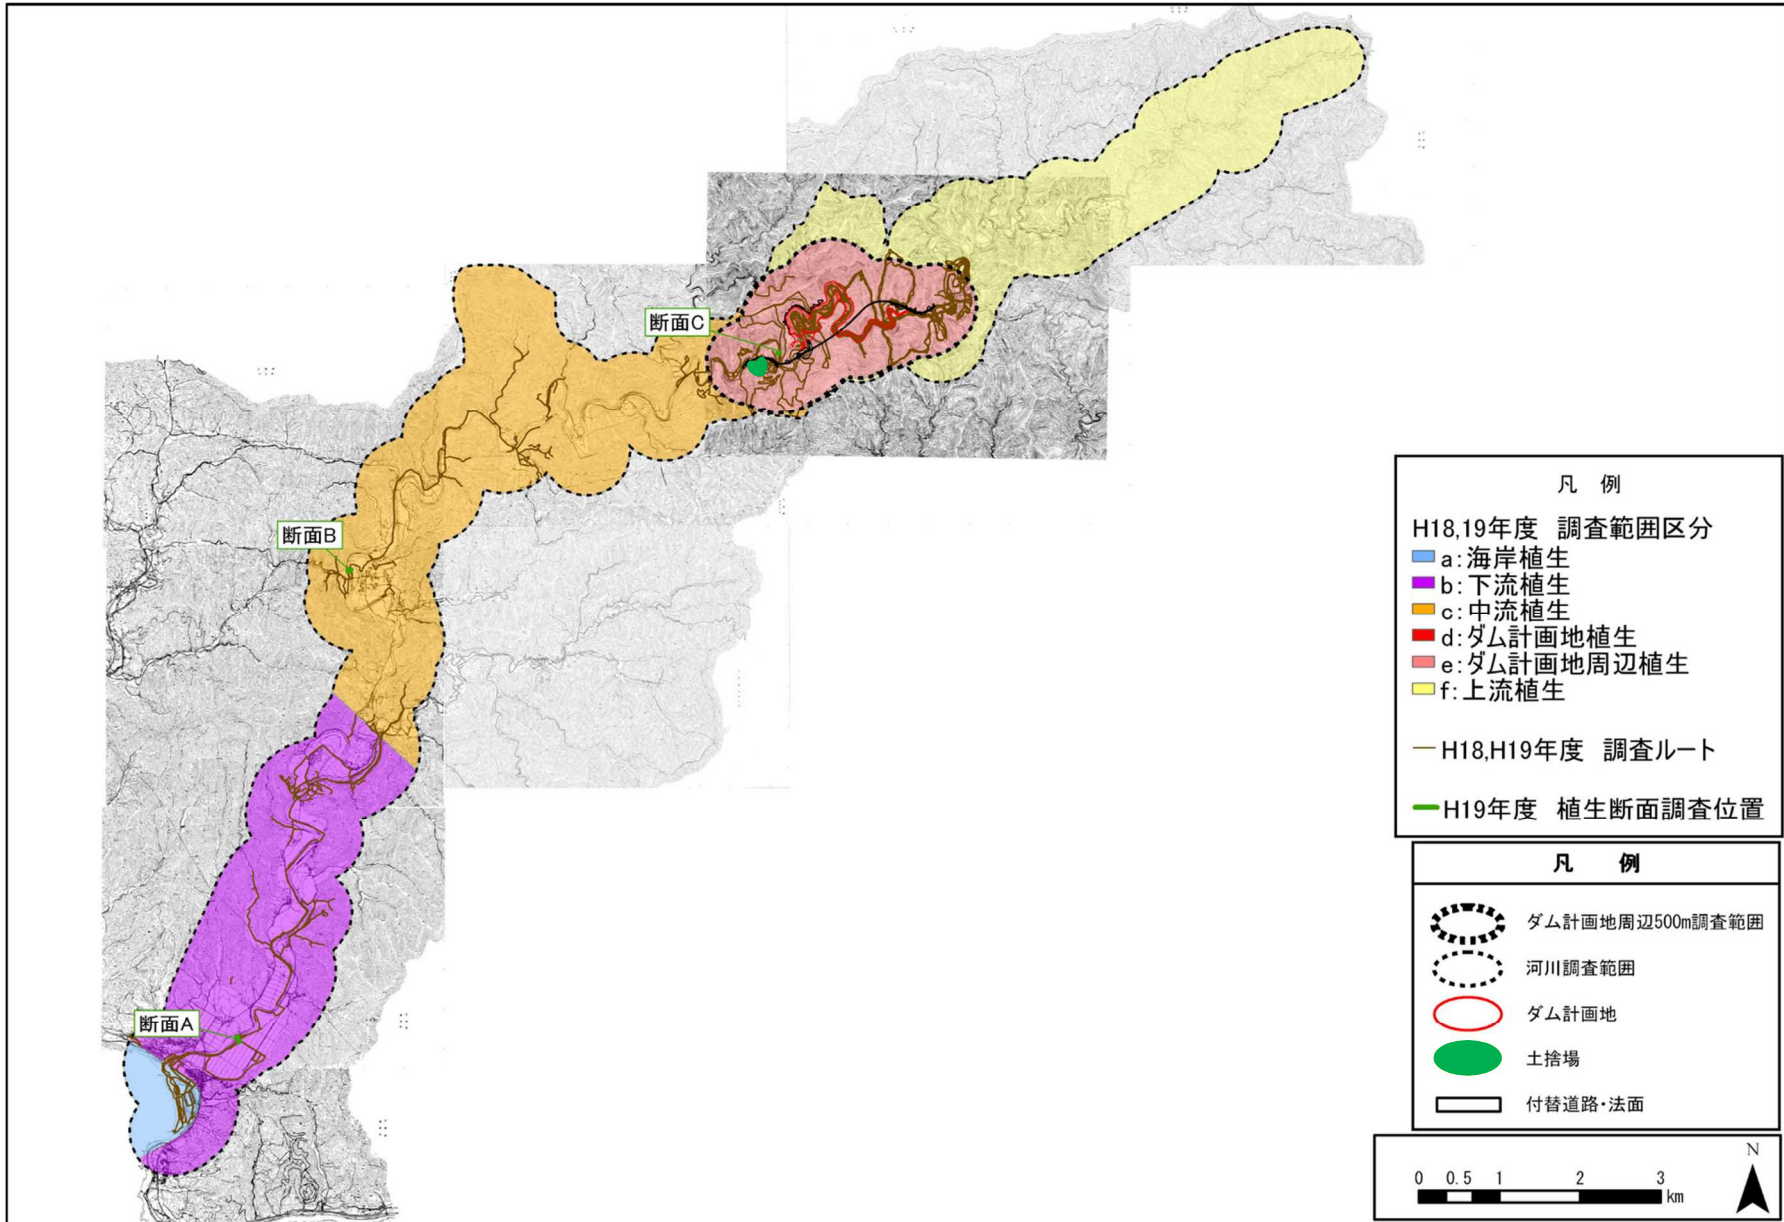 断面C
断面B
断面A
凡 例
H18,19年度 調査範囲区分
a:海岸植生
b:下流植生
c:中流植生
d:ダム計画地植生
e:ダム計画地周辺植生
f:上流植生
H18,H19年度 調査ルート
H19年度 植生断面調査位置
凡 例
ダム計画地周辺500m調査範囲
河川調査範囲
ダム計画地
土捨場
付替道路・法面
N
0 0.5 1 2 3
km